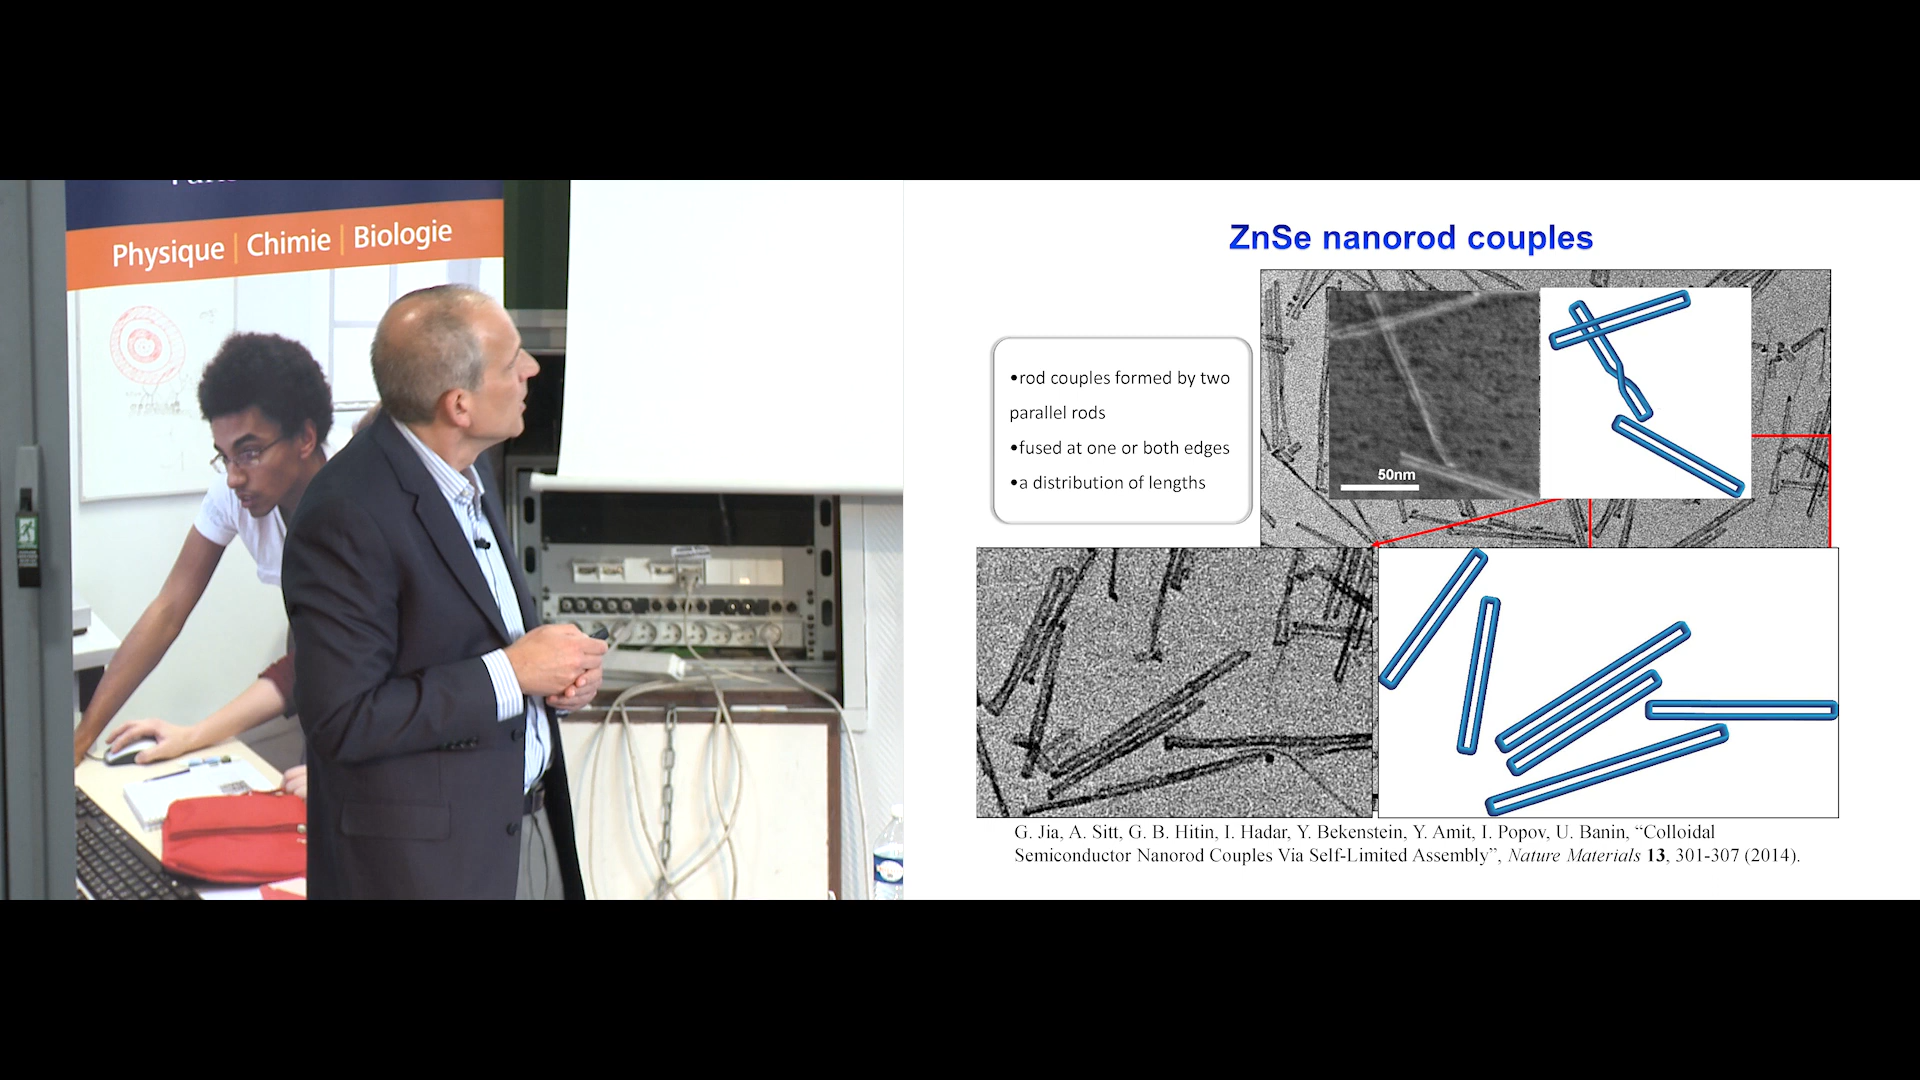 Physique | Chimie | Biologie
ZnSe nanorod couples
•rod couples formed by two
parallel rods
•fused at one or both edges
•a distribution of lengths
50nm
G. Jia, A. Sitt, G. B. Hitin, I. Hadar, Y. Bekenstein, Y. Amit, I. Popov, U. Banin, “Colloidal
Semiconductor Nanorod Couples Via Self-Limited Assembly”, Nature Materials 13, 301-307 (2014).